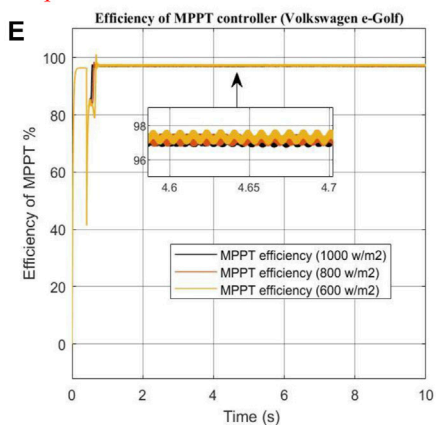 Efficiency of MPPT controller (Volkswagen e-Golf)
E
120
100
80
60
40
20
0
Efficiency of MPPT %
98
96
4.6 4.65 4.7
MPPT efficiency (1000 w/m2)
MPPT efficiency (800 w/m2)
MPPT efficiency (600 w/m2)
0 2 4 6 8 10
Time (s)